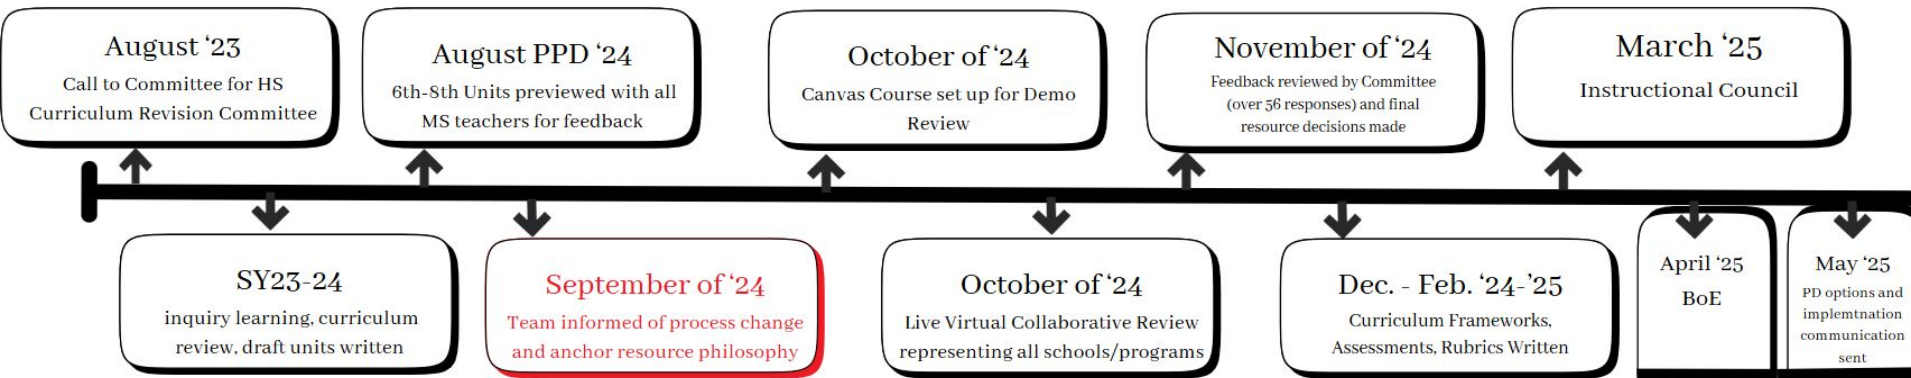 August ‘23
Call to Committee for HS
Curriculum Revision Committee
SY23-24
inquiry learning, curriculum
review, draft units written
August PPD ‘24
6th-8th Units previewed with all
MS teachers for feedback
September of ‘24
Team informed of process change
and anchor resource philosophy
October of ‘24
Canvas Course set up for Demo
Review
October of ‘24
Live Virtual Collaborative Review
representing all schools/programs
November of ‘24
Feedback reviewed by Committee
(over 56 responses) and final
resource decisions made
Dec. - Feb. ‘24-’25
Curriculum Frameworks,
Assessments, Rubrics Written
March ‘25
Instructional Council
April ‘25
BoE
May ‘25
PD options and
implemtnation
communication
sent